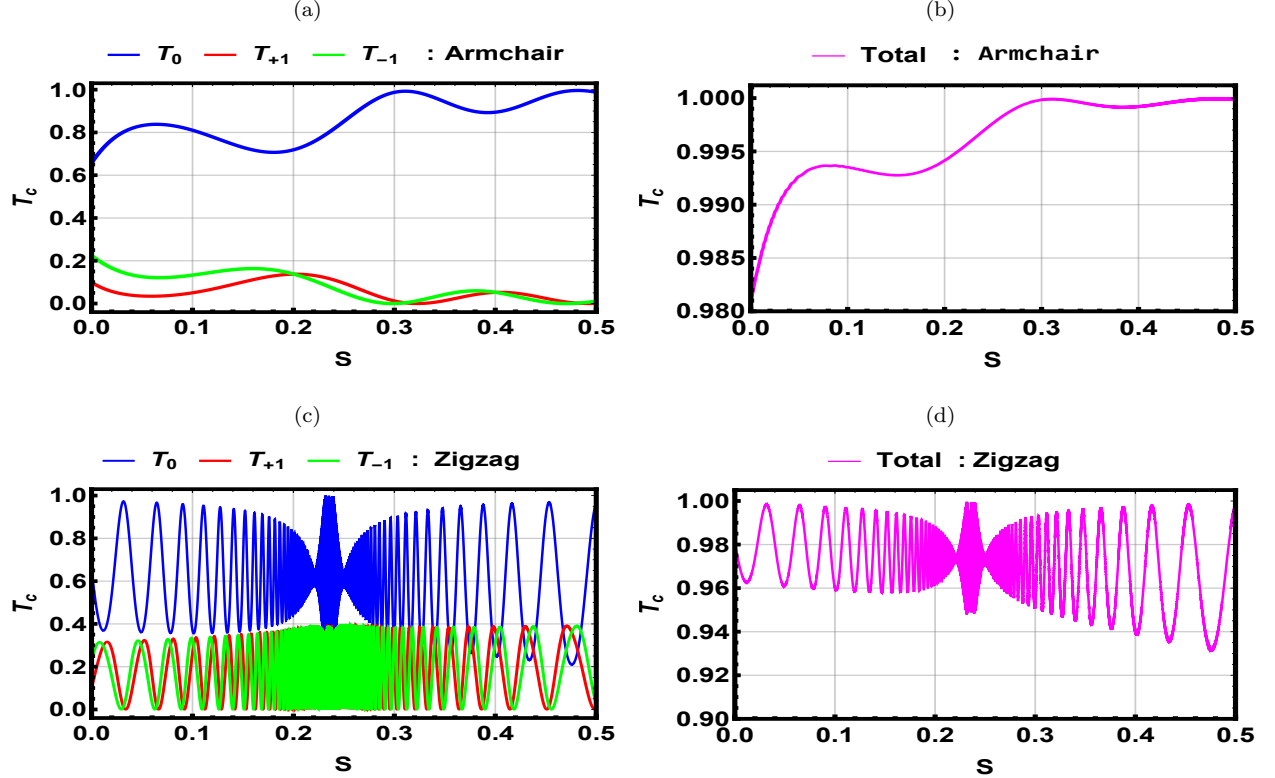 (a)
T0 T+1 T−1 : Armchair
1.0
0.8
0.6
0.4
0.2
0.0
Tc
0.0 0.1 0.2 0.3 0.4 0.5
S
(b)
Total : Armchair
1.000
0.995
0.990
0.985
0.980
Tc
0.0 0.1 0.2 0.3 0.4 0.5
S
(c)
T0 T+1 T−1 : Zigzag
1.0
0.8
0.6
0.4
0.2
0.0
Tc
0.0 0.1 0.2 0.3 0.4 0.5
S
(d)
Total : Zigzag
1.00
0.98
0.96
0.94
0.92
0.90
Tc
0.0 0.1 0.2 0.3 0.4 0.5
S